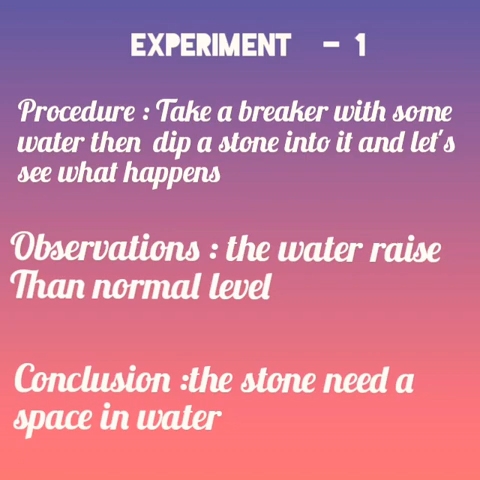 EXPERIMENT - 1
Procedure : Take a breaker with some
water then dip a stone into it and let's
see what happens
Observations : the water raise
Than normal level
Conclusion :the stone need a
space in water